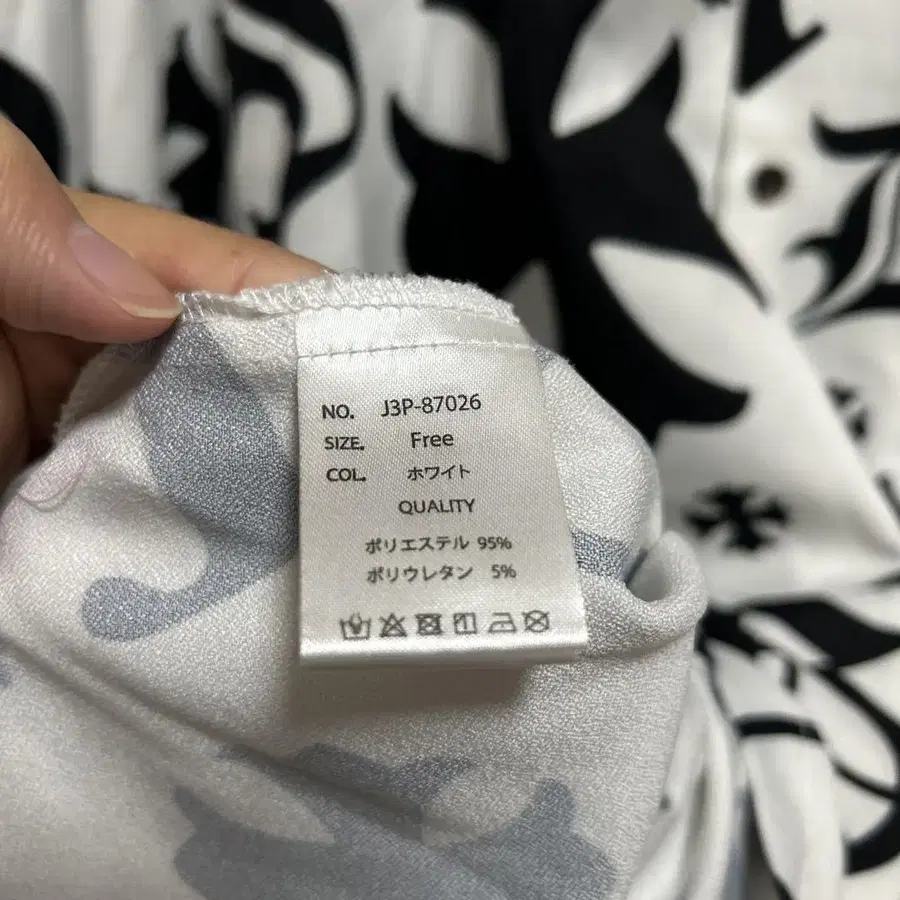 NO. J3P-87026
SIZE. Free
COL. ホワイト
QUALITY
ポリエステル 95%
ポリウレタン 5%